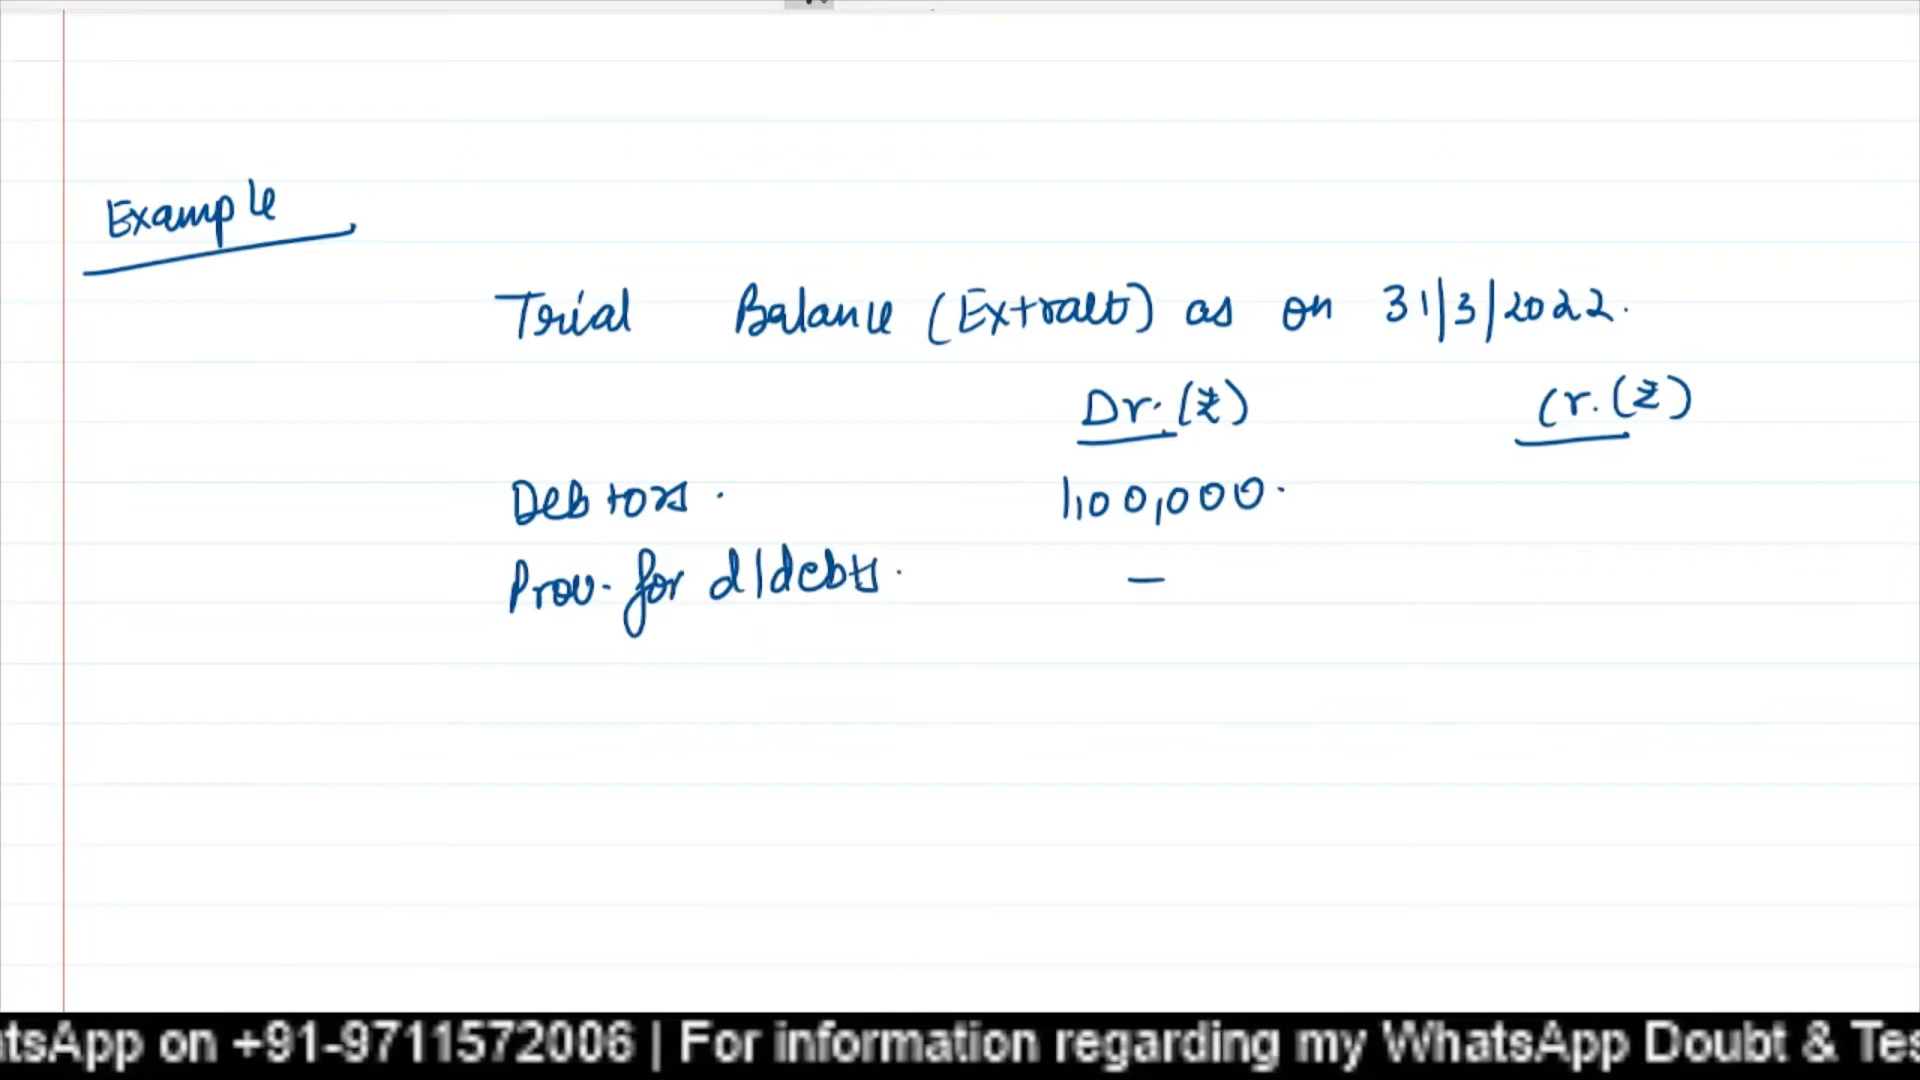 Example
Trial Balance (Extract) as on 31/3/2022.
Dr. (₹) Cr. (₹)
Debtors. 1,00,000.
Prov. for d/debts. –
atsApp on +91-9711572006 | For information regarding my WhatsApp Doubt & Tes